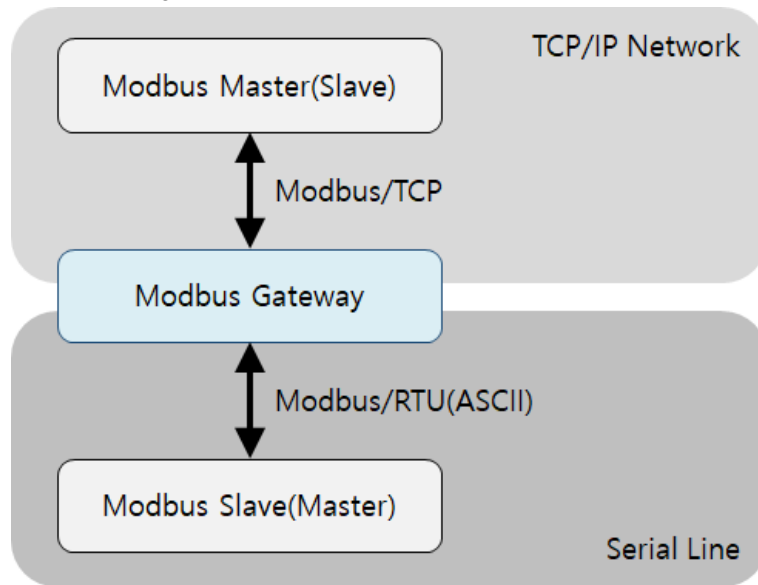 TCP/IP Network
Modbus Master(Slave)
Modbus/TCP
Modbus Gateway
Modbus/RTU(ASCII)
Modbus Slave(Master)
Serial Line